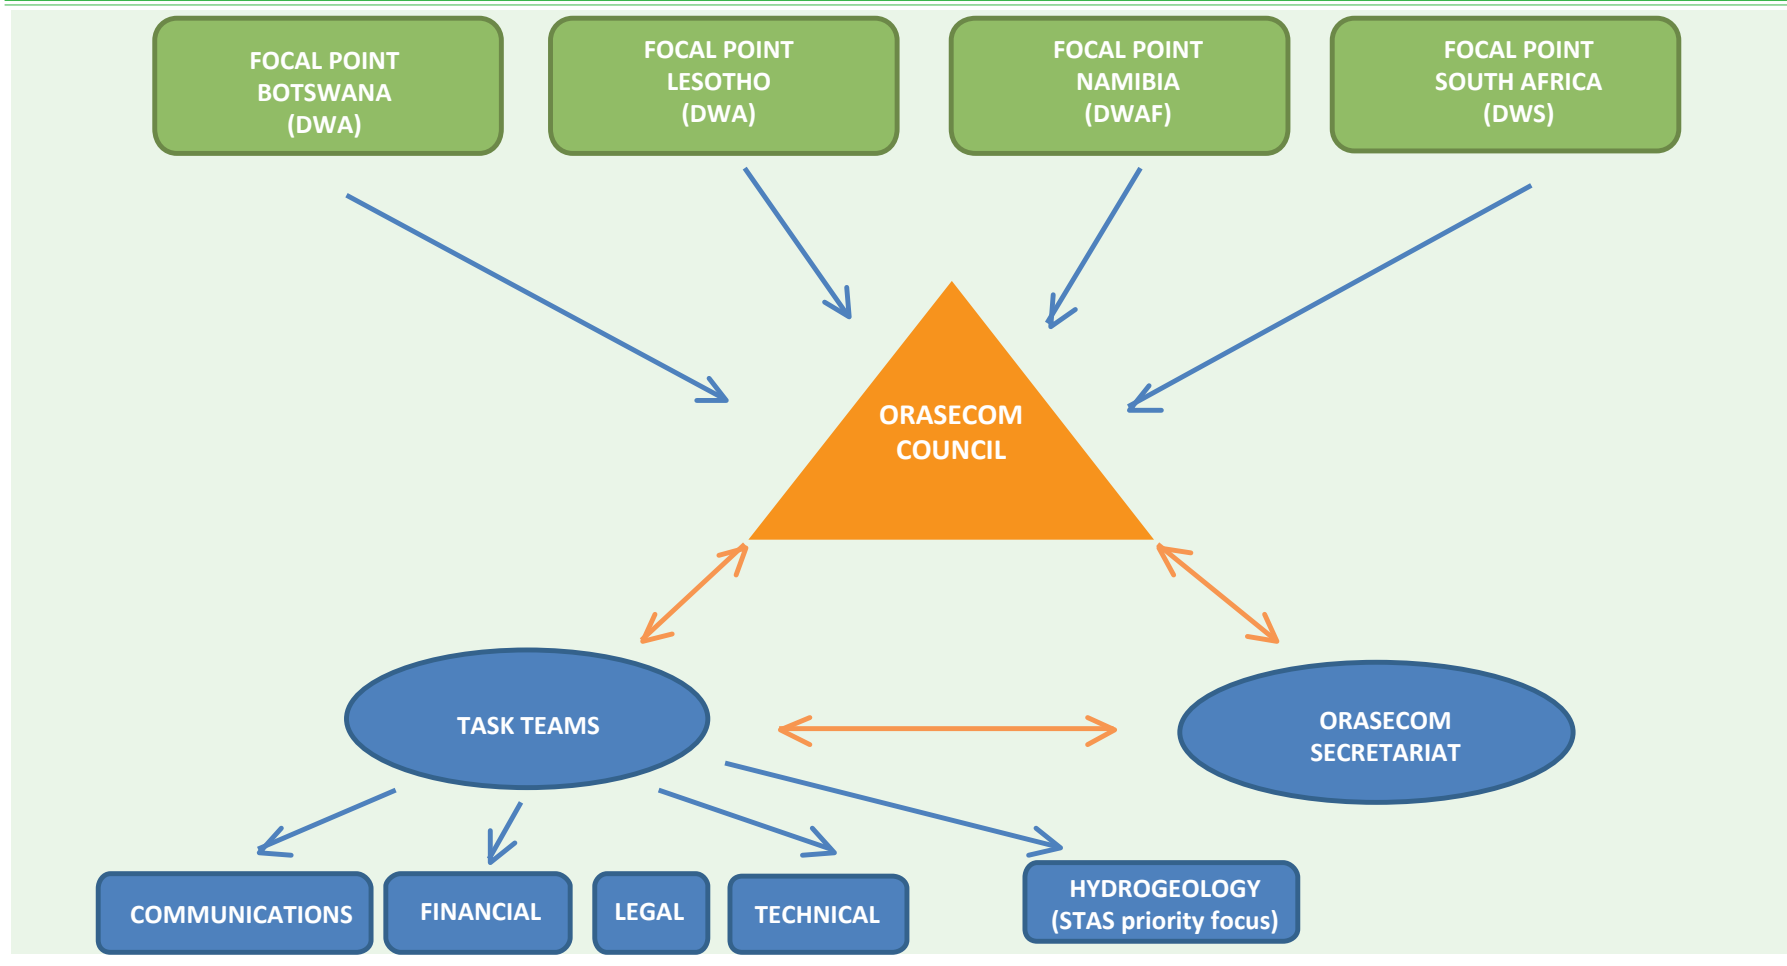 FOCAL POINT
BOTSWANA
(DWA)
FOCAL POINT
LESOTHO
(DWA)
FOCAL POINT
NAMIBIA
(DWAF)
FOCAL POINT
SOUTH AFRICA
(DWS)
ORASECOM
COUNCIL
TASK TEAMS
ORASECOM
SECRETARIAT
COMMUNICATIONS
FINANCIAL
LEGAL
TECHNICAL
HYDROGEOLOGY
(STAS priority focus)